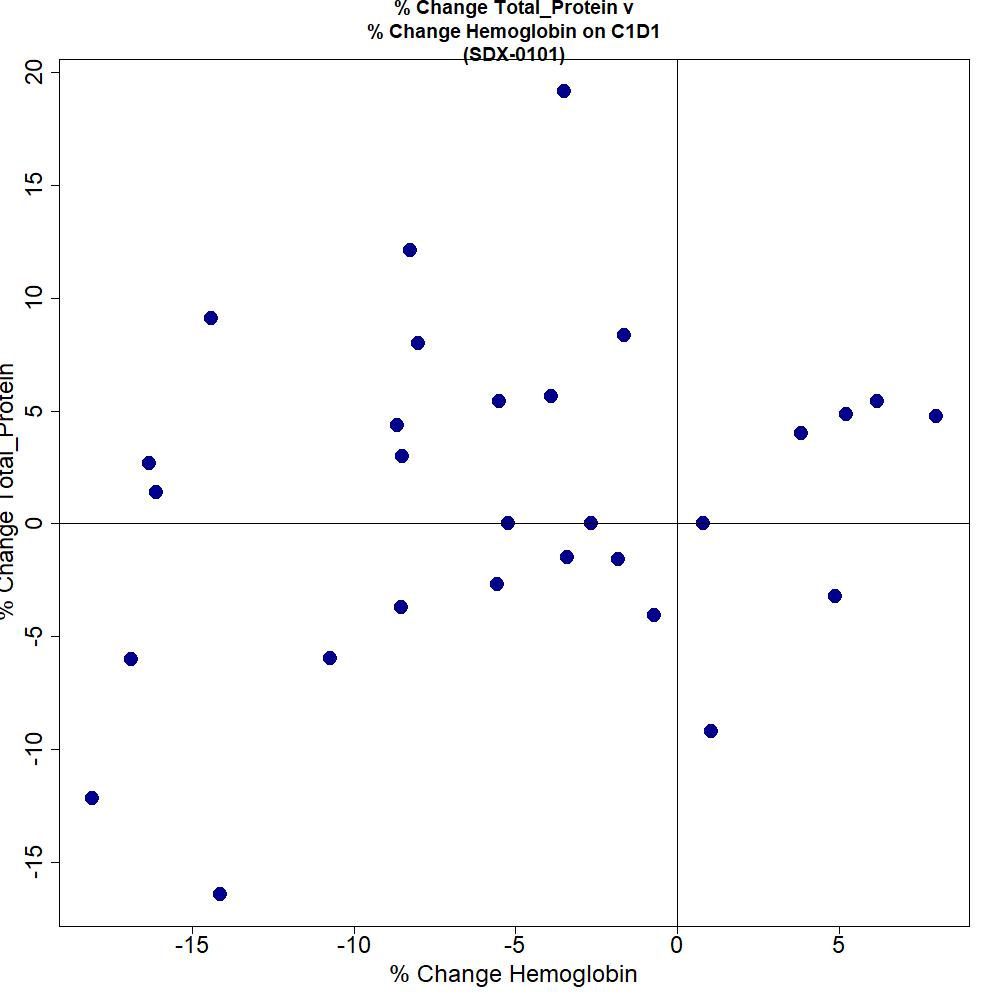 % Change Total_Protein v
% Change Hemoglobin on C1D1
(SDX-0101)
% Change Total_Protein
20
15
10
5
0
-5
-10
-15
-15
-10
-5
0
5
% Change Hemoglobin